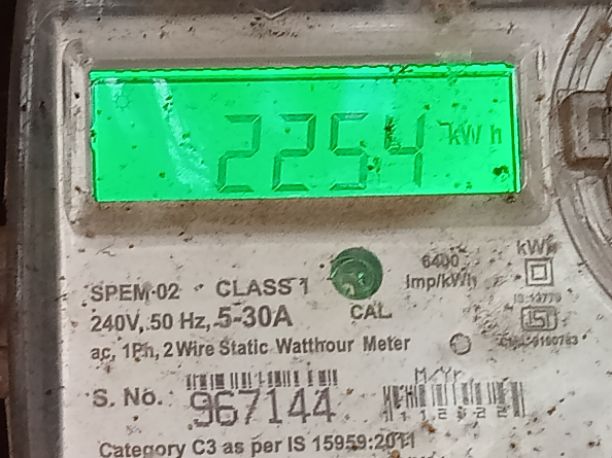 2254 kWh
6400
kWh
SPEM-02 CLASS 1
Imp/kWh
240V, 50 Hz, 5-30A
CAL
ac, 1Ph, 2 Wire Static Watthour Meter
M/Yr.
S. No. 967144
Category C3 as per IS 15959:2011